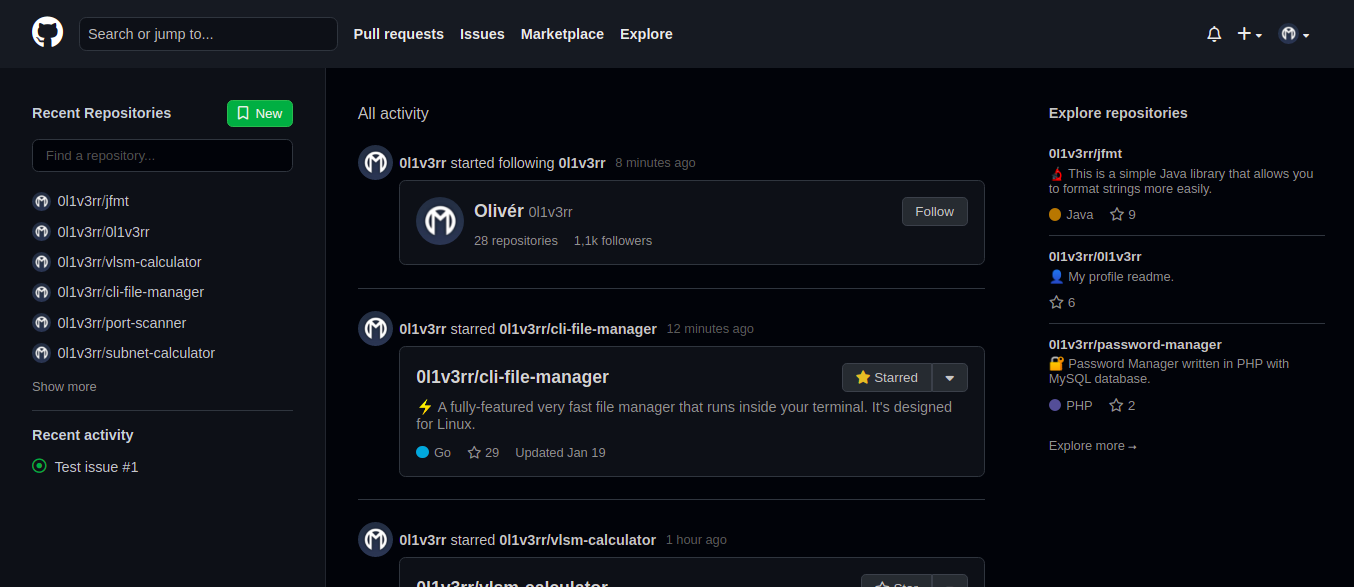 Search or jump to...
Pull requests
Issues
Marketplace
Explore
Recent Repositories
New
Find a repository...
0l1v3rr/jfmt
0l1v3rr/0l1v3rr
0l1v3rr/vlsm-calculator
0l1v3rr/cli-file-manager
0l1v3rr/port-scanner
0l1v3rr/subnet-calculator
Show more
Recent activity
Test issue #1
All activity
0l1v3rr started following 0l1v3rr 8 minutes ago
Olivér 0l1v3rr
Follow
28 repositories 1,1k followers
0l1v3rr starred 0l1v3rr/cli-file-manager 12 minutes ago
0l1v3rr/cli-file-manager
Starred
⚡ A fully-featured very fast file manager that runs inside your terminal. It's designed
for Linux.
Go 29 Updated Jan 19
0l1v3rr starred 0l1v3rr/vlsm-calculator 1 hour ago
0l1v3rr/vlsm-calculator
Star
Explore repositories
0l1v3rr/jfmt
This is a simple Java library that allows you
to format strings more easily.
Java 9
0l1v3rr/0l1v3rr
👤 My profile readme.
6
0l1v3rr/password-manager
🔐 Password Manager written in PHP with
MySQL database.
PHP 2
Explore more→